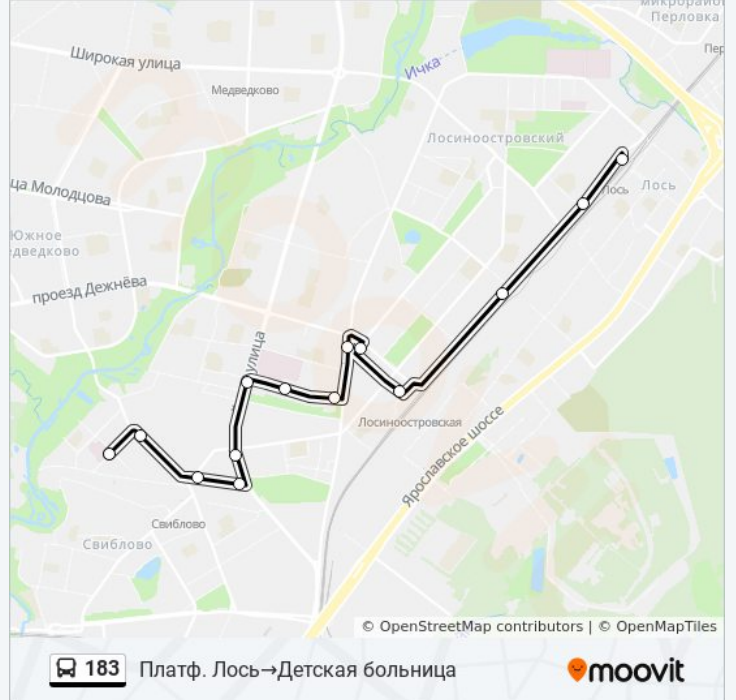 микрорайон
Перловка
Широкая улица
Ичка
Медведково
Лосиноостровский
ца Молодцова
Лось
Лось
Южное
едведково
проезд Дежнёва
улица
Лосиноостровская
Ярославское шоссе
Свиблово
Свиблово
© OpenStreetMap contributors | © OpenMapTiles
183 Платф. Лось→Детская больница moovit